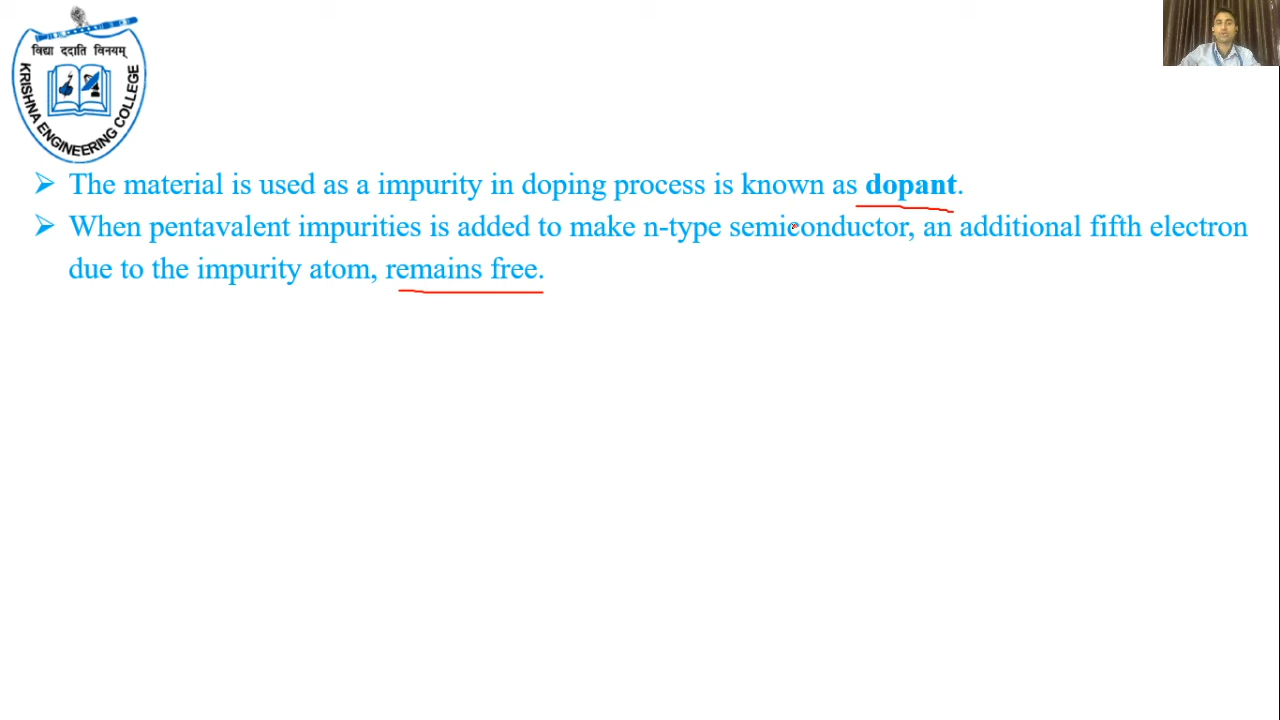 विद्या ददाति विनयम्
KRISHNA ENGINEERING COLLEGE
➢ The material is used as a impurity in doping process is known as dopant.
➢ When pentavalent impurities is added to make n-type semiconductor, an additional fifth electron
due to the impurity atom, remains free.